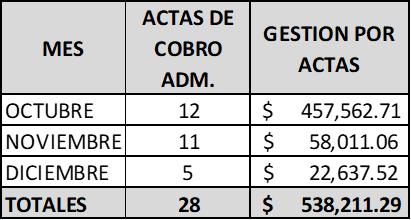 MES ACTAS DE COBRO ADM. GESTION POR ACTAS
OCTUBRE 12 $ 457,562.71
NOVIEMBRE 11 $ 58,011.06
DICIEMBRE 5 $ 22,637.52
TOTALES 28 $ 538,211.29